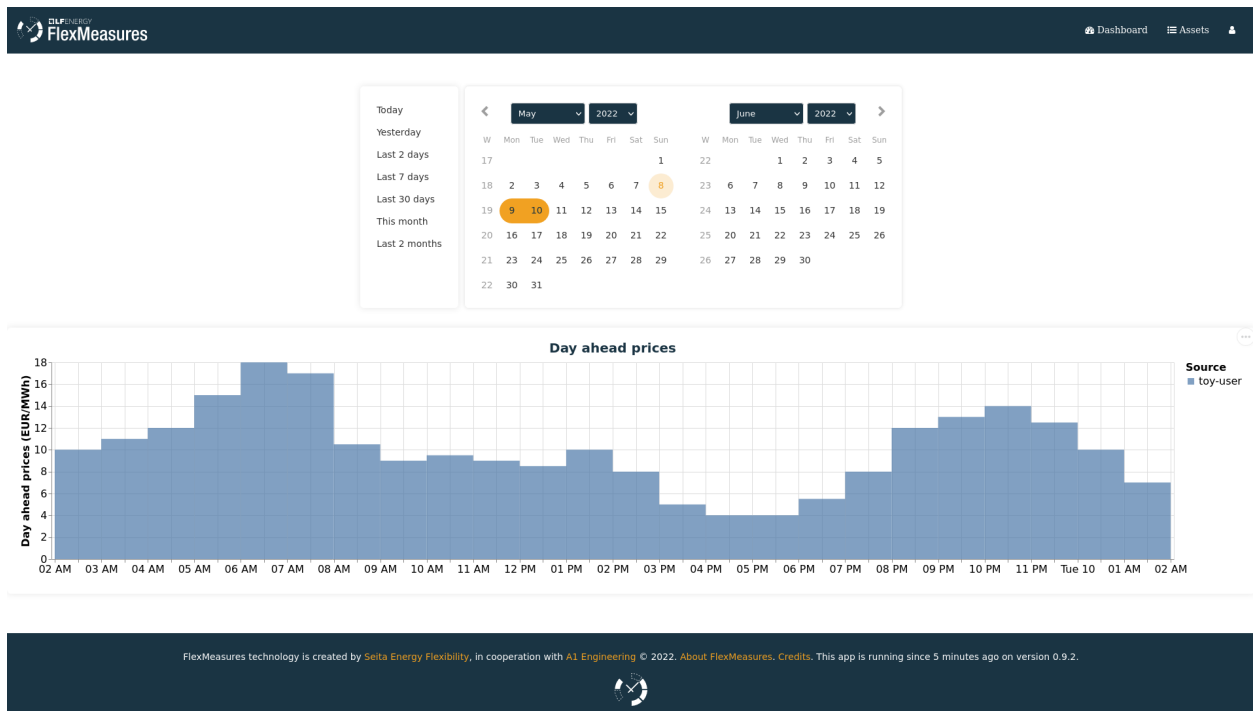 LFENERGY
FlexMeasures
Dashboard Assets
Today
Yesterday
Last 2 days
Last 7 days
Last 30 days
This month
Last 2 months
May 2022
W Mon Tue Wed Thu Fri Sat Sun
17 1
18 2 3 4 5 6 7 8
19 9 10 11 12 13 14 15
20 16 17 18 19 20 21 22
21 23 24 25 26 27 28 29
22 30 31
June 2022
W Mon Tue Wed Thu Fri Sat Sun
22 1 2 3 4 5
23 6 7 8 9 10 11 12
24 13 14 15 16 17 18 19
25 20 21 22 23 24 25 26
26 27 28 29 30
Day ahead prices
Day ahead prices (EUR/MWh)
18
16
14
12
10
8
6
4
2
0
02 AM 03 AM 04 AM 05 AM 06 AM 07 AM 08 AM 09 AM 10 AM 11 AM 12 PM 01 PM 02 PM 03 PM 04 PM 05 PM 06 PM 07 PM 08 PM 09 PM 10 PM 11 PM Tue 10 01 AM 02 AM
Source
toy-user
FlexMeasures technology is created by Seita Energy Flexibility, in cooperation with A1 Engineering © 2022. About FlexMeasures. Credits. This app is running since 5 minutes ago on version 0.9.2.